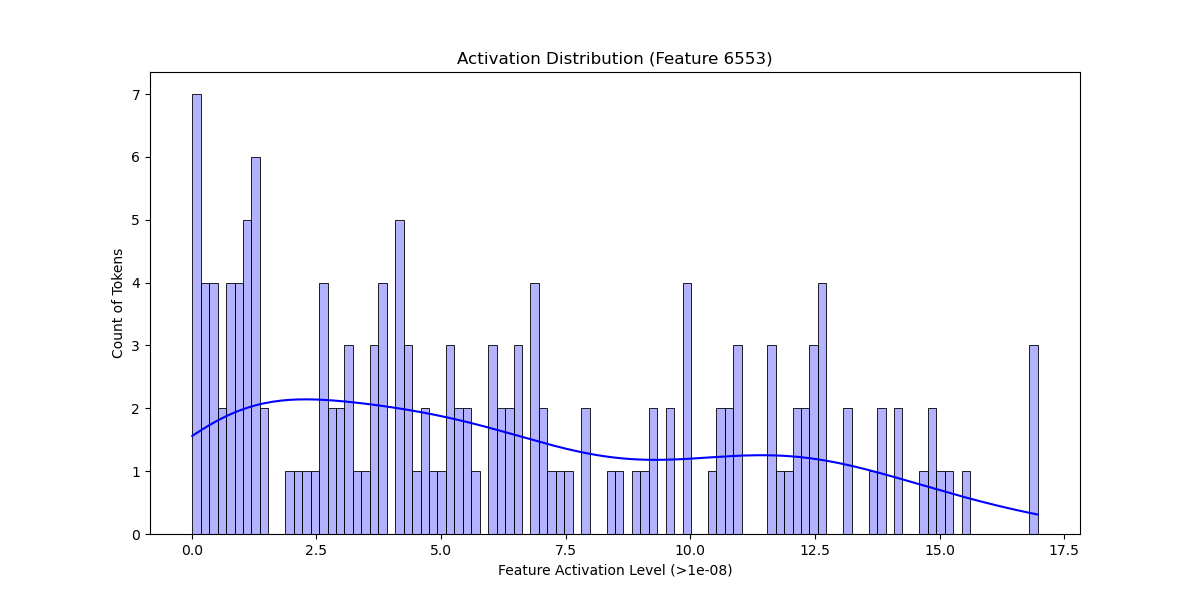 Activation Distribution (Feature 6553)
Count of Tokens
7
6
5
4
3
2
1
0
0.0 2.5 5.0 7.5 10.0 12.5 15.0 17.5
Feature Activation Level (>1e-08)